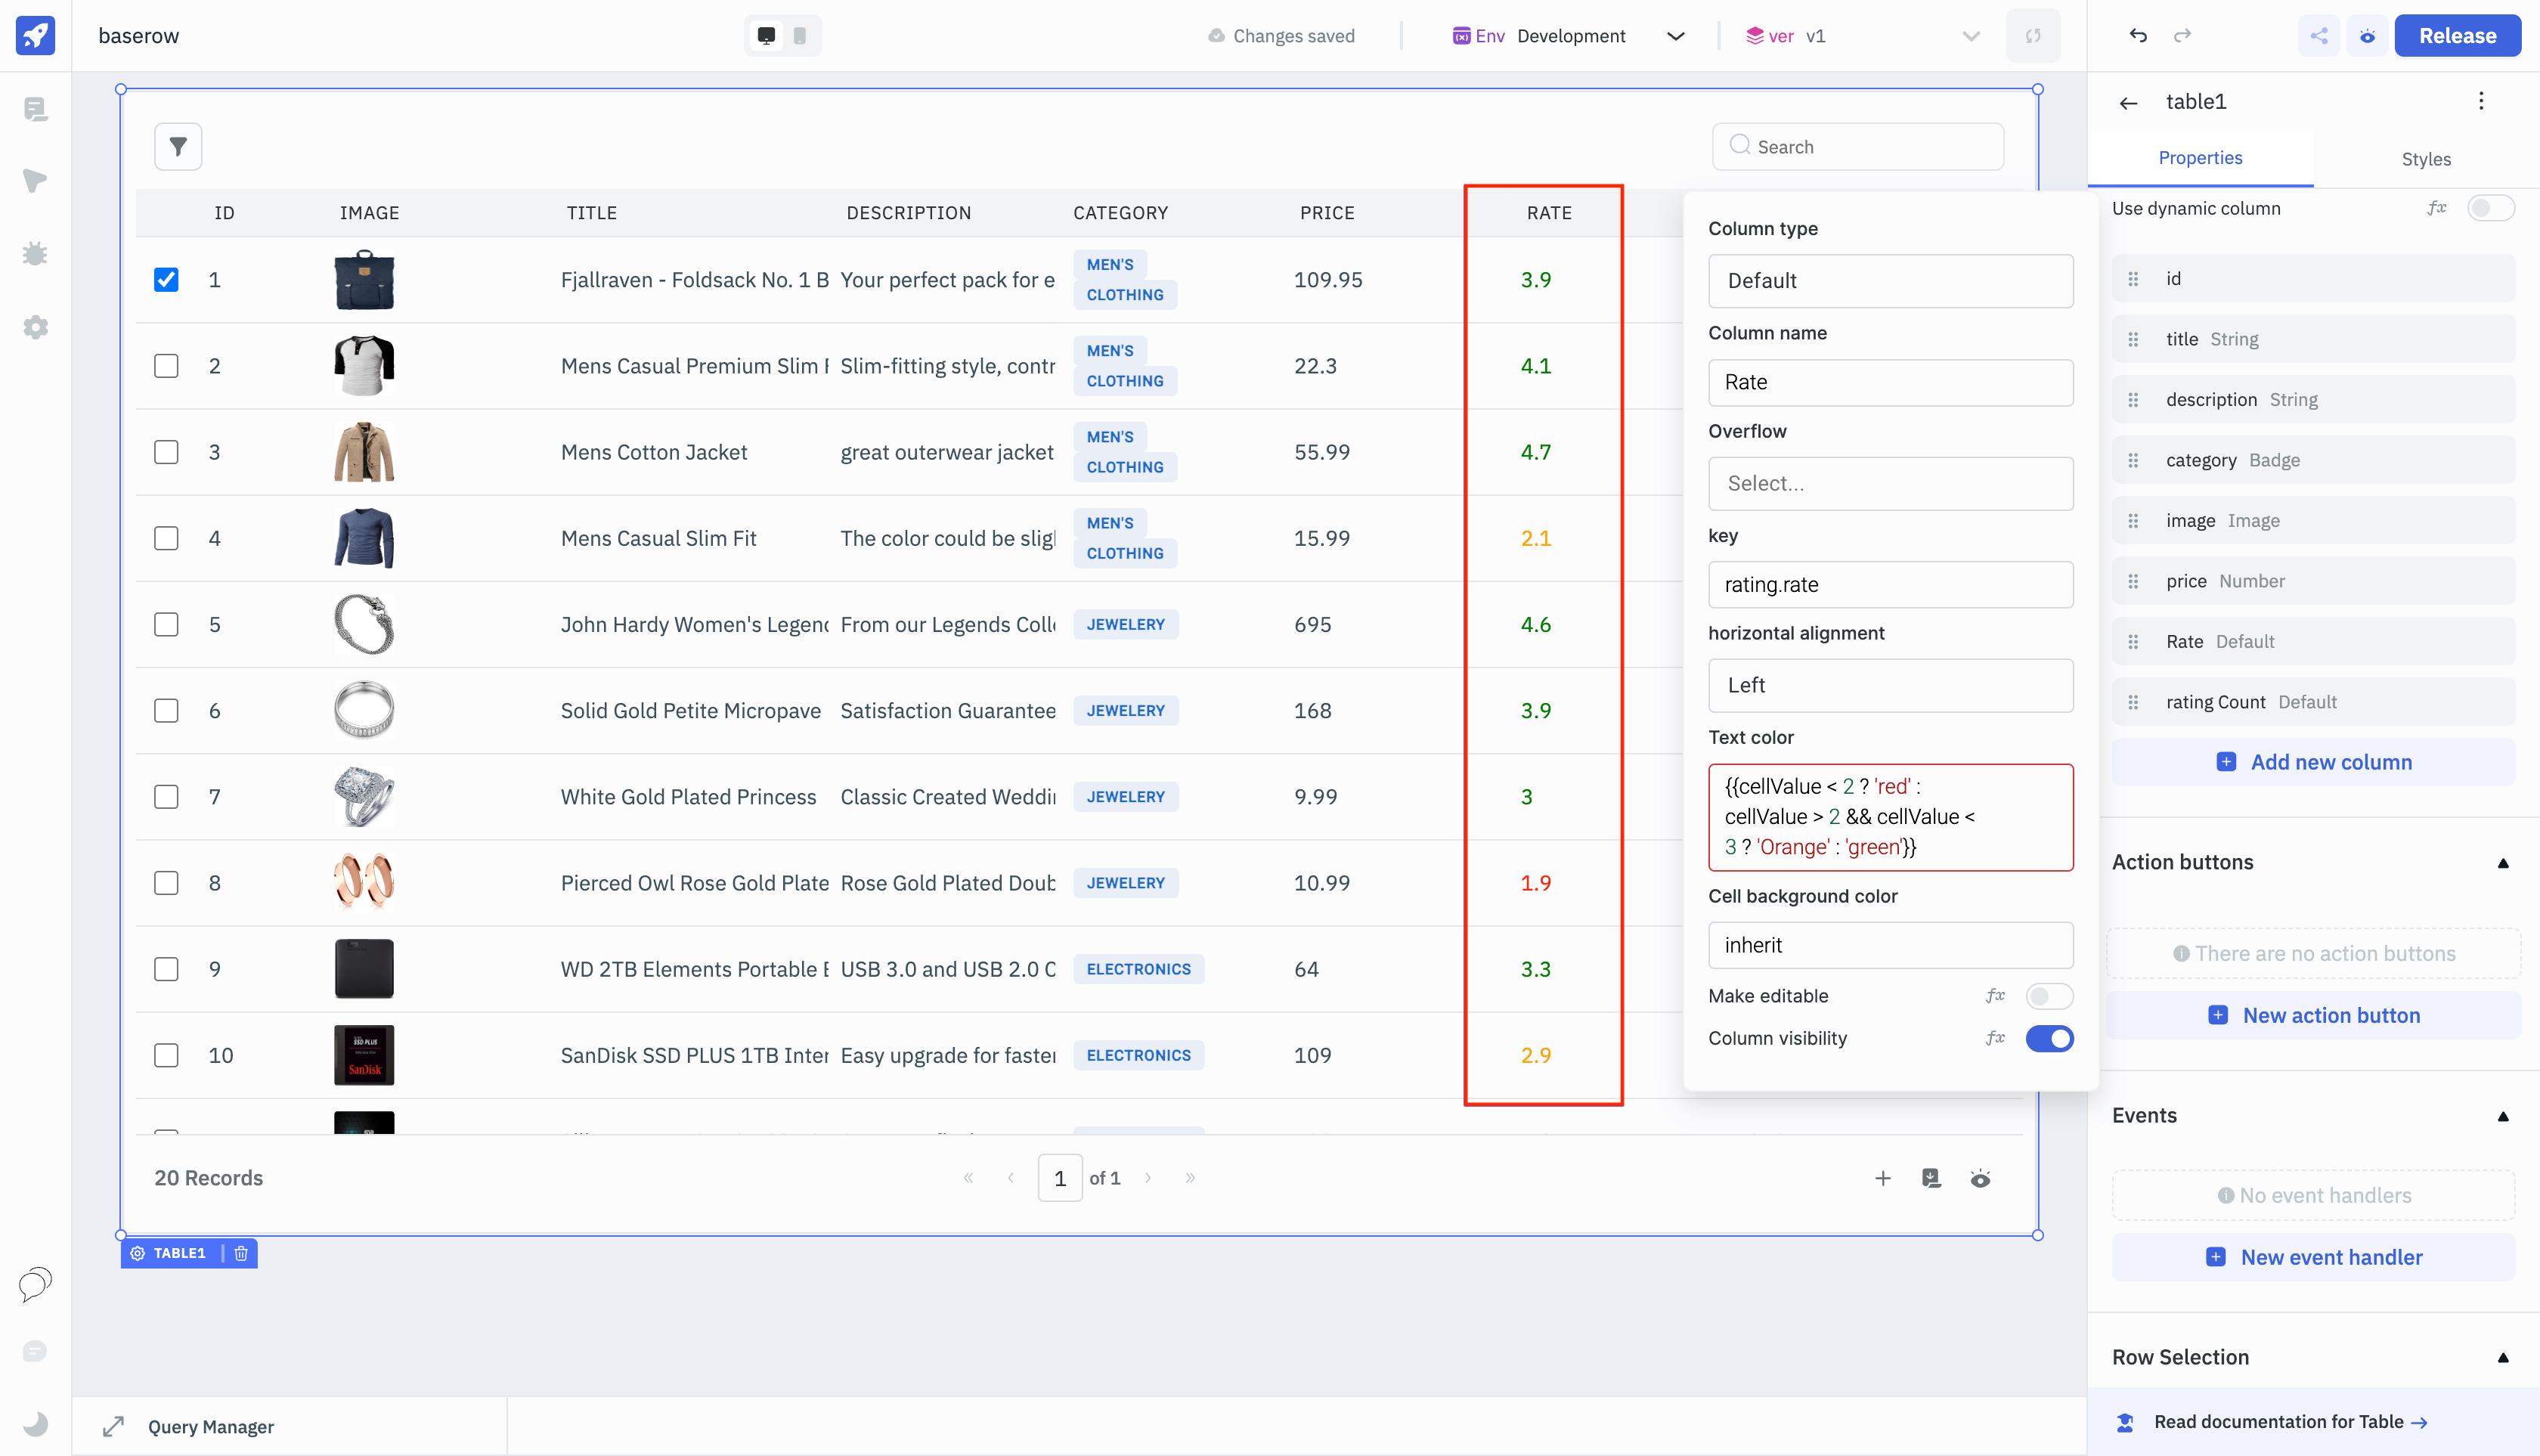 baserow
Changes saved
Env Development
ver v1
Release
table1
Properties
Styles
Search
ID IMAGE TITLE DESCRIPTION CATEGORY PRICE RATE
1 Fjallraven - Foldsack No. 1 B Your perfect pack for e MEN'S CLOTHING 109.95 3.9
2 Mens Casual Premium Slim Slim-fitting style, contr MEN'S CLOTHING 22.3 4.1
3 Mens Cotton Jacket great outerwear jacket MEN'S CLOTHING 55.99 4.7
4 Mens Casual Slim Fit The color could be slig MEN'S CLOTHING 15.99 2.1
5 John Hardy Women's Legen From our Legends Coll JEWELERY 695 4.6
6 Solid Gold Petite Micropave Satisfaction Guarantee JEWELERY 168 3.9
7 White Gold Plated Princess Classic Created Weddi JEWELERY 9.99 3
8 Pierced Owl Rose Gold Plate Rose Gold Plated Doub JEWELERY 10.99 1.9
9 WD 2TB Elements Portable USB 3.0 and USB 2.0 C ELECTRONICS 64 3.3
10 SSD PLUS SanDisk SanDisk SSD PLUS 1TB Inter Easy upgrade for faster ELECTRONICS 109 2.9
20 Records
« ‹ 1 of 1 › »
TABLE1
Query Manager
Column type
Default
Column name
Rate
Overflow
Select...
key
rating.rate
horizontal alignment
Left
Text color
{{cellValue < 2 ? 'red' :
cellValue > 2 && cellValue <
3 ? 'Orange' : 'green'}}
Cell background color
inherit
Make editable fx
Column visibility fx
Use dynamic column fx
id
title String
description String
category Badge
image Image
price Number
Rate Default
rating Count Default
+ Add new column
Action buttons
There are no action buttons
+ New action button
Events
No event handlers
+ New event handler
Row Selection
Read documentation for Table →